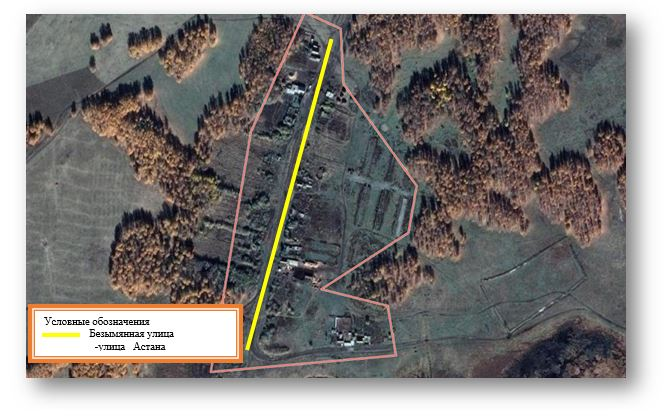 Условные обозначения
Безымянная улица
-улица Астана